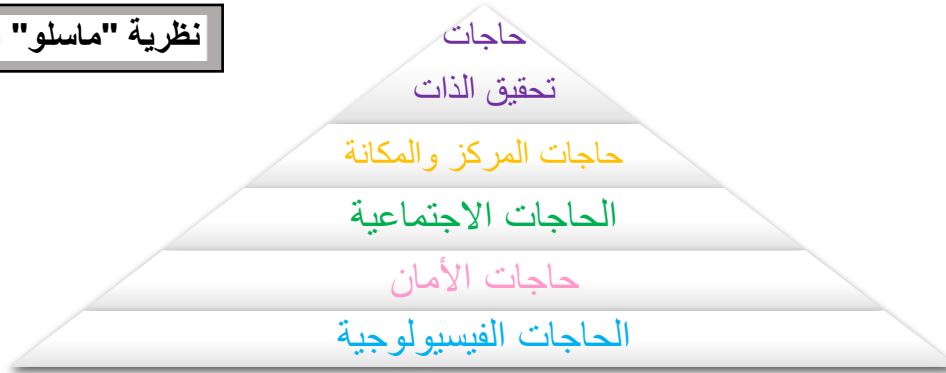 نظرية "ماسلو"
حاجات
تحقيق الذات
حاجات المركز والمكانة
الحاجات الاجتماعية
حاجات الأمان
الحاجات الفيسيولوجية